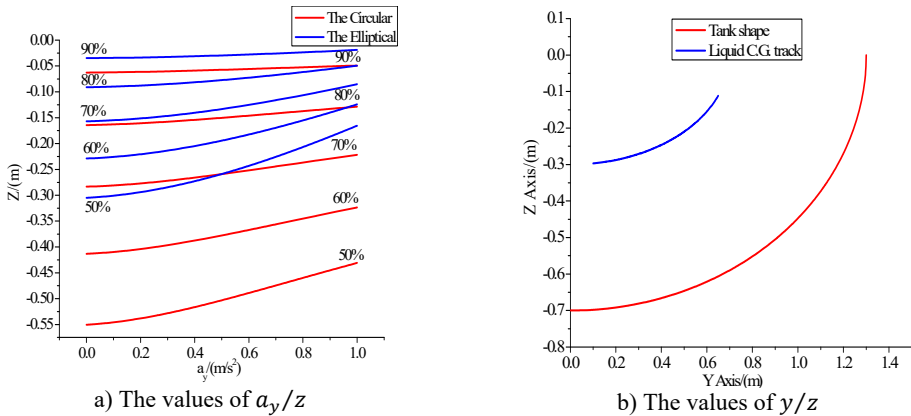 The Circular
The Elliptical
0.00
-0.05
-0.10
-0.15
-0.20
-0.25
-0.30
-0.35
-0.40
-0.45
-0.50
-0.55
Z/(m)
90%
80%
70%
60%
50%
90%
80%
70%
60%
50%
0.0 0.2 0.4 0.6 0.8 1.0
a_y/(m/s²)
a) The values of a_y/z
Tank shape
Liquid C.G. track
0.1
0.0
-0.1
-0.2
-0.3
-0.4
-0.5
-0.6
-0.7
-0.8
Z Axis/(m)
0.0 0.2 0.4 0.6 0.8 1.0 1.2 1.4
Y Axis/(m)
b) The values of y/z